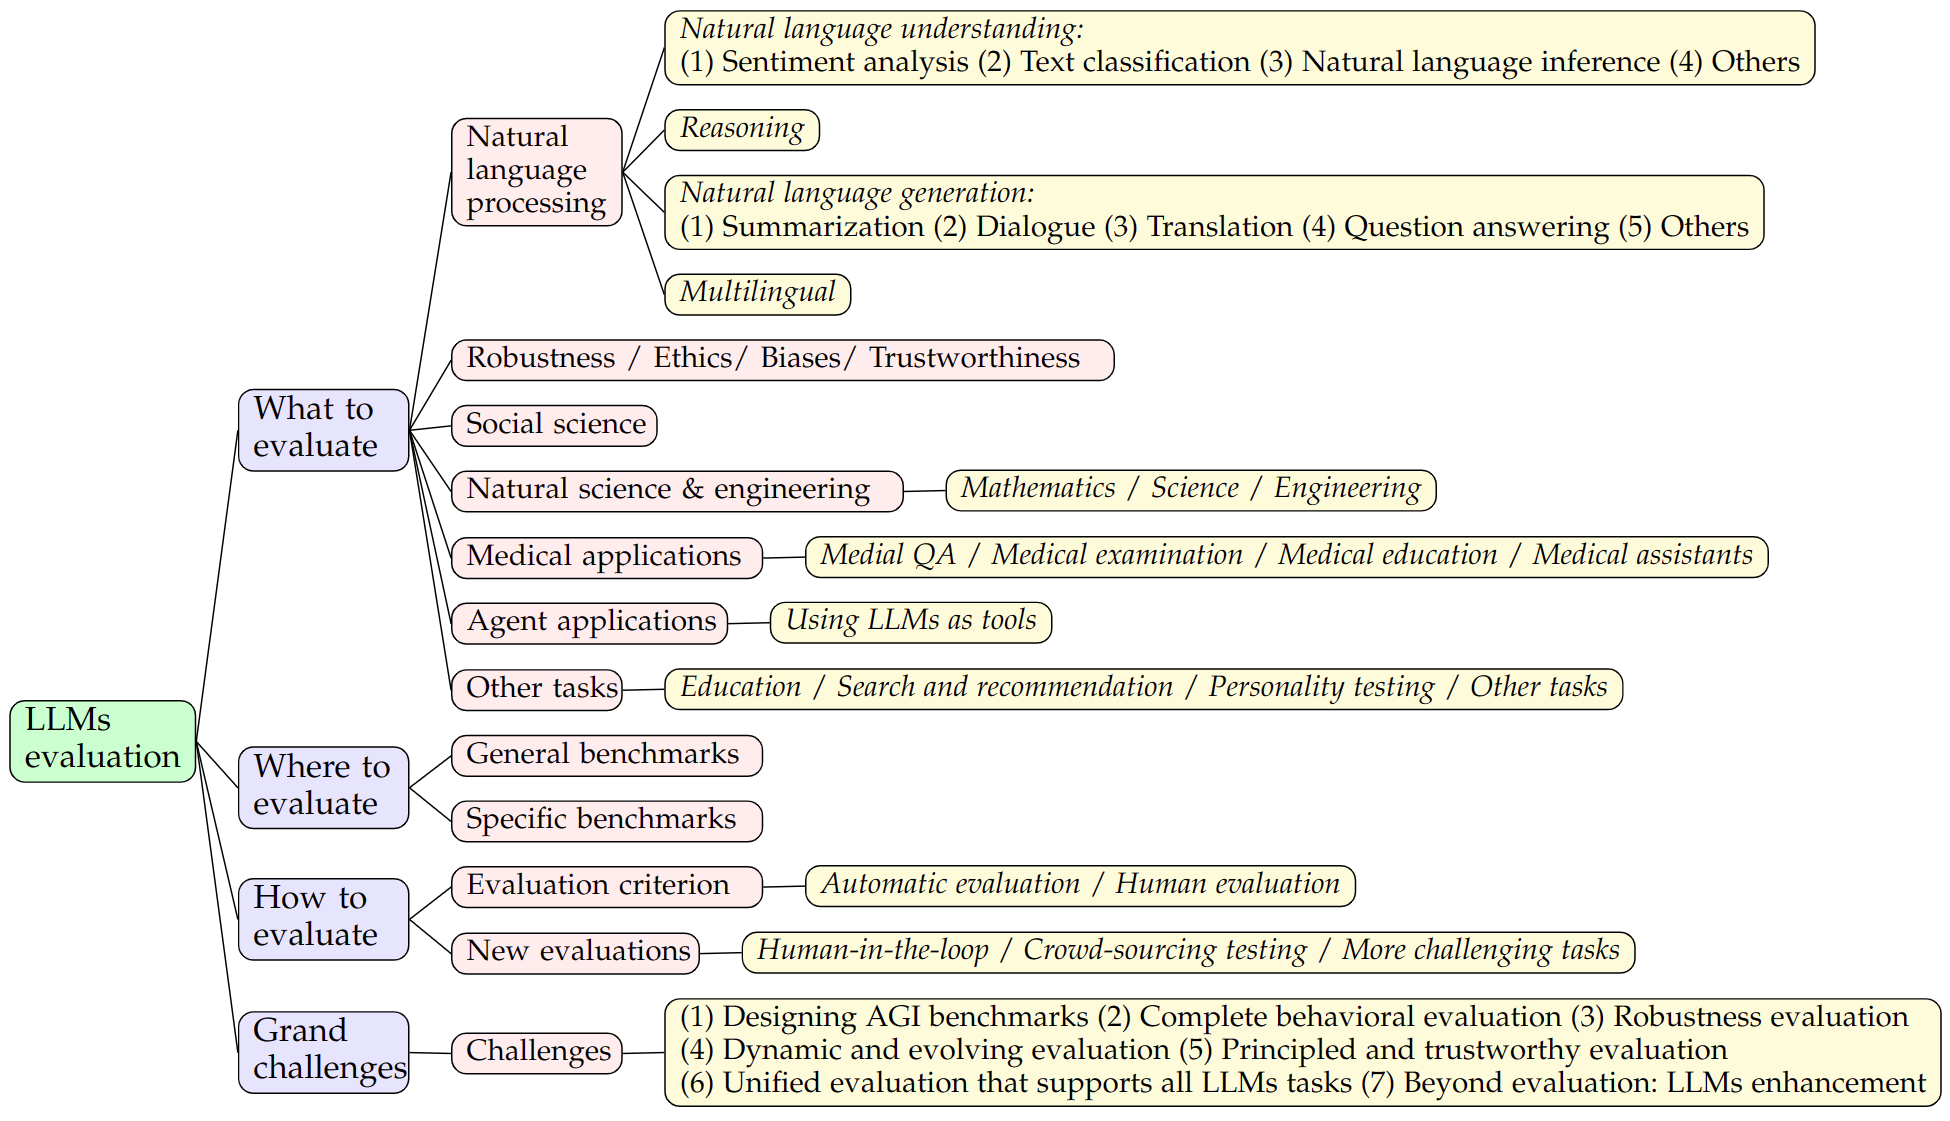 LLMs
evaluation
What to
evaluate
Natural
language
processing
Natural language understanding:
(1) Sentiment analysis (2) Text classification (3) Natural language inference (4) Others
Reasoning
Natural language generation:
(1) Summarization (2) Dialogue (3) Translation (4) Question answering (5) Others
Multilingual
Robustness / Ethics/ Biases/ Trustworthiness
Social science
Natural science & engineering
Mathematics / Science / Engineering
Medical applications
Medial QA / Medical examination / Medical education / Medical assistants
Agent applications
Using LLMs as tools
Other tasks
Education / Search and recommendation / Personality testing / Other tasks
Where to
evaluate
General benchmarks
Specific benchmarks
How to
evaluate
Evaluation criterion
Automatic evaluation / Human evaluation
New evaluations
Human-in-the-loop / Crowd-sourcing testing / More challenging tasks
Grand
challenges
Challenges
(1) Designing AGI benchmarks (2) Complete behavioral evaluation (3) Robustness evaluation
(4) Dynamic and evolving evaluation (5) Principled and trustworthy evaluation
(6) Unified evaluation that supports all LLMs tasks (7) Beyond evaluation: LLMs enhancement